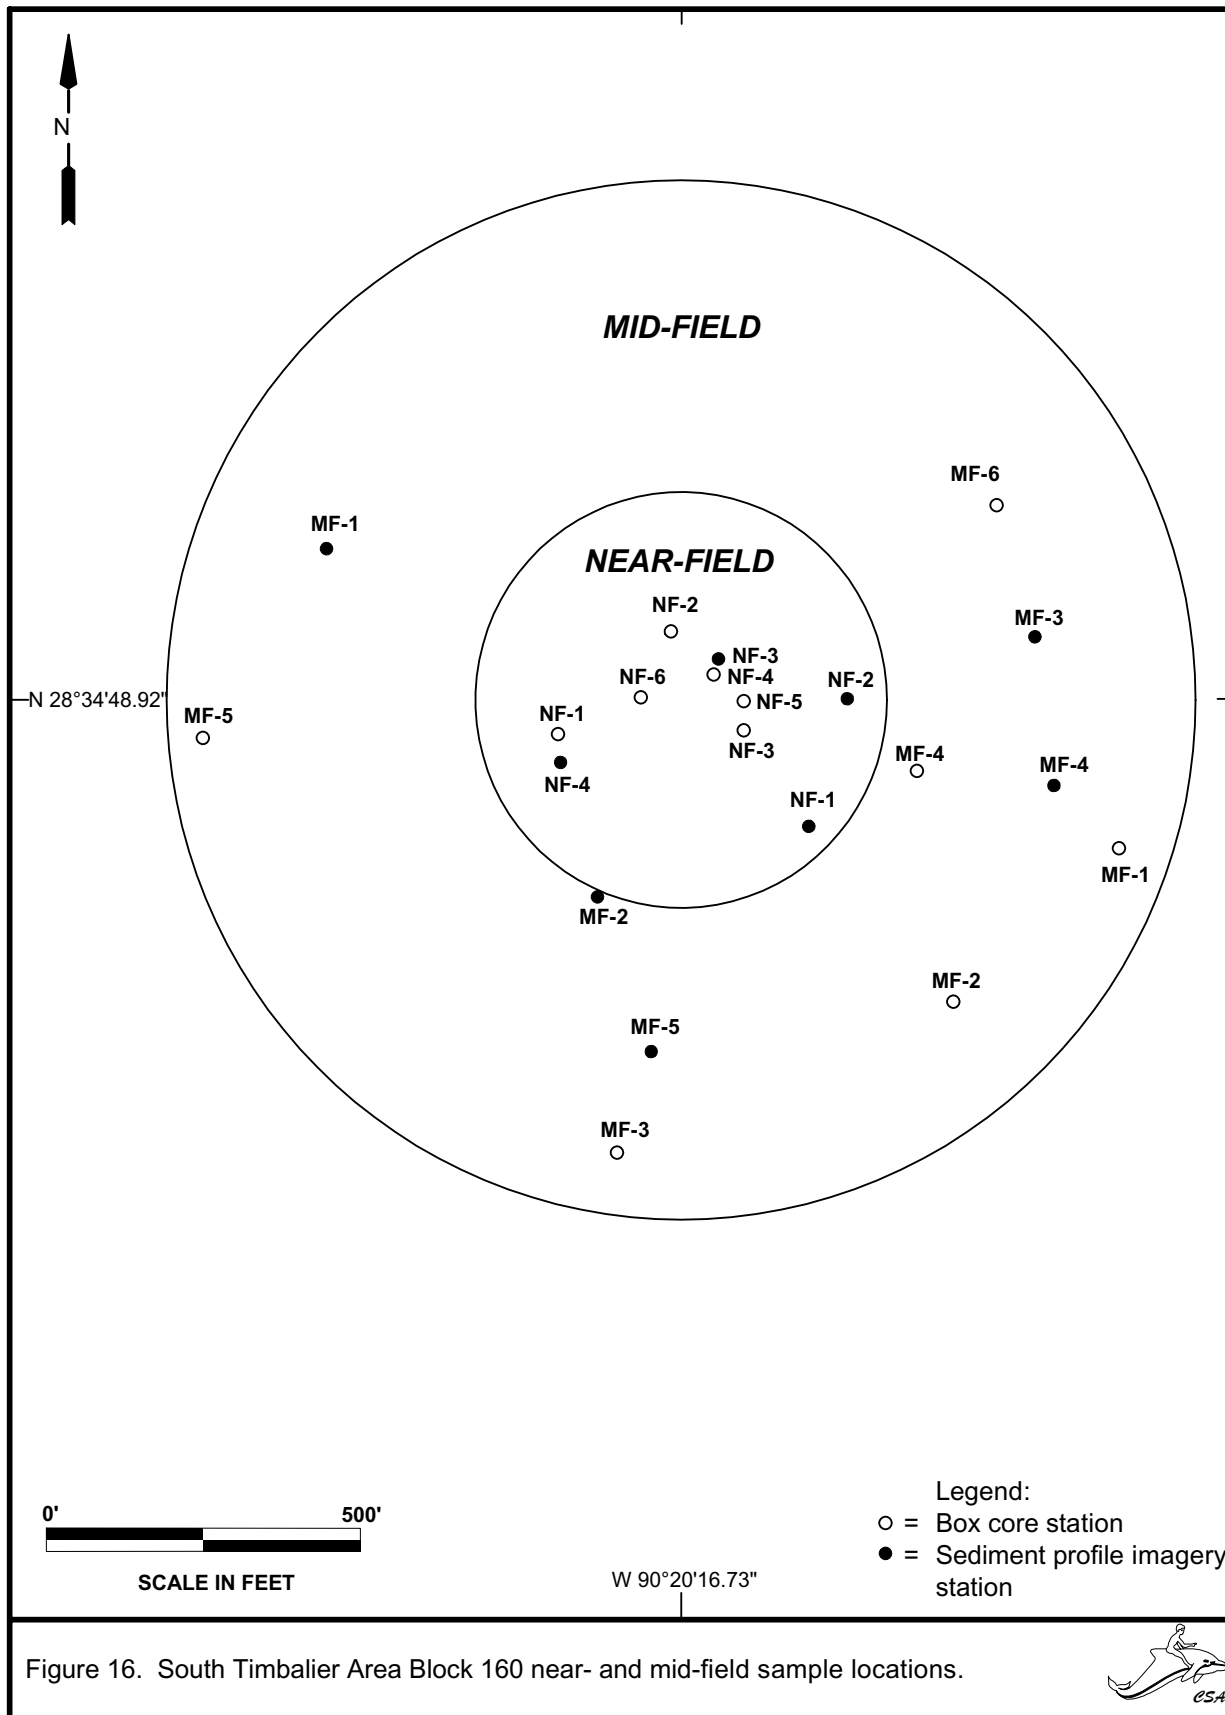 N
MID-FIELD
MF-6
MF-1
NEAR-FIELD
NF-2
MF-3
NF-3
NF-6
NF-4
NF-2
N 28°34'48.92"
NF-5
MF-5
NF-1
NF-3
MF-4
MF-4
NF-4
NF-1
MF-1
MF-2
MF-2
MF-5
MF-3
0' 500'
SCALE IN FEET
W 90°20'16.73"
Legend:
= Box core station
= Sediment profile imagery
station
Figure 16. South Timbalier Area Block 160 near- and mid-field sample locations.
CSA